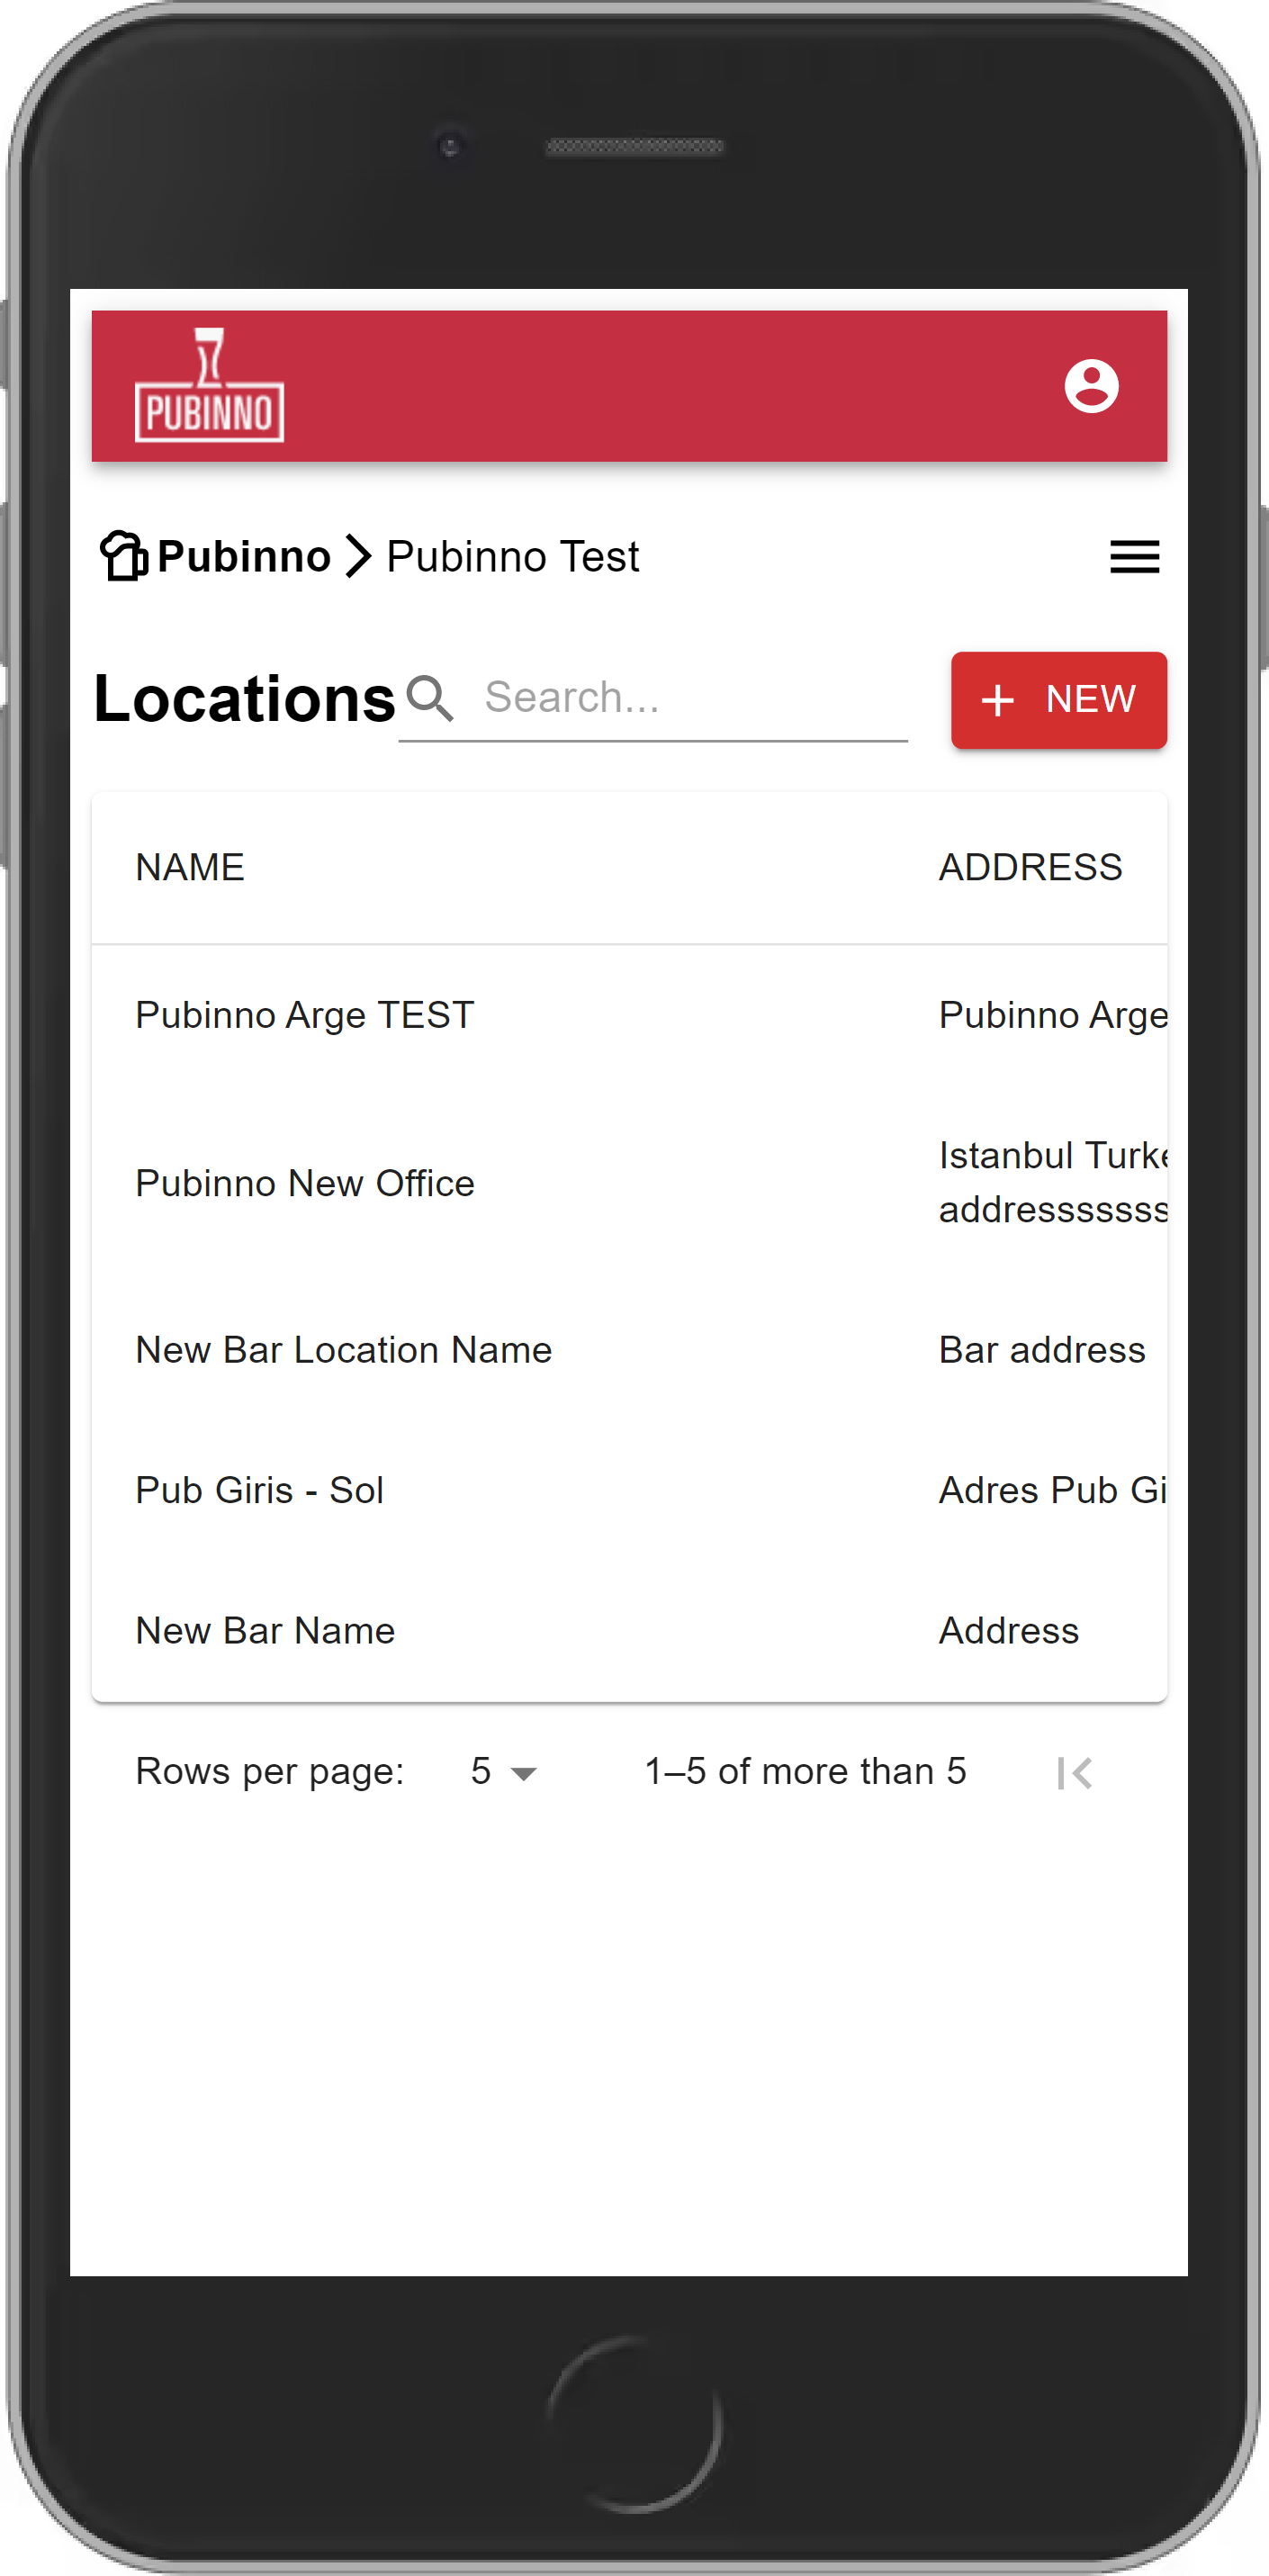 PUBINNO
Pubinno > Pubinno Test
Locations Search... + NEW
NAME ADDRESS
Pubinno Arge TEST Pubinno Arge
Pubinno New Office Istanbul Turke
addresssssss
New Bar Location Name Bar address
Pub Giris - Sol Adres Pub Gi
New Bar Name Address
Rows per page: 5 1–5 of more than 5